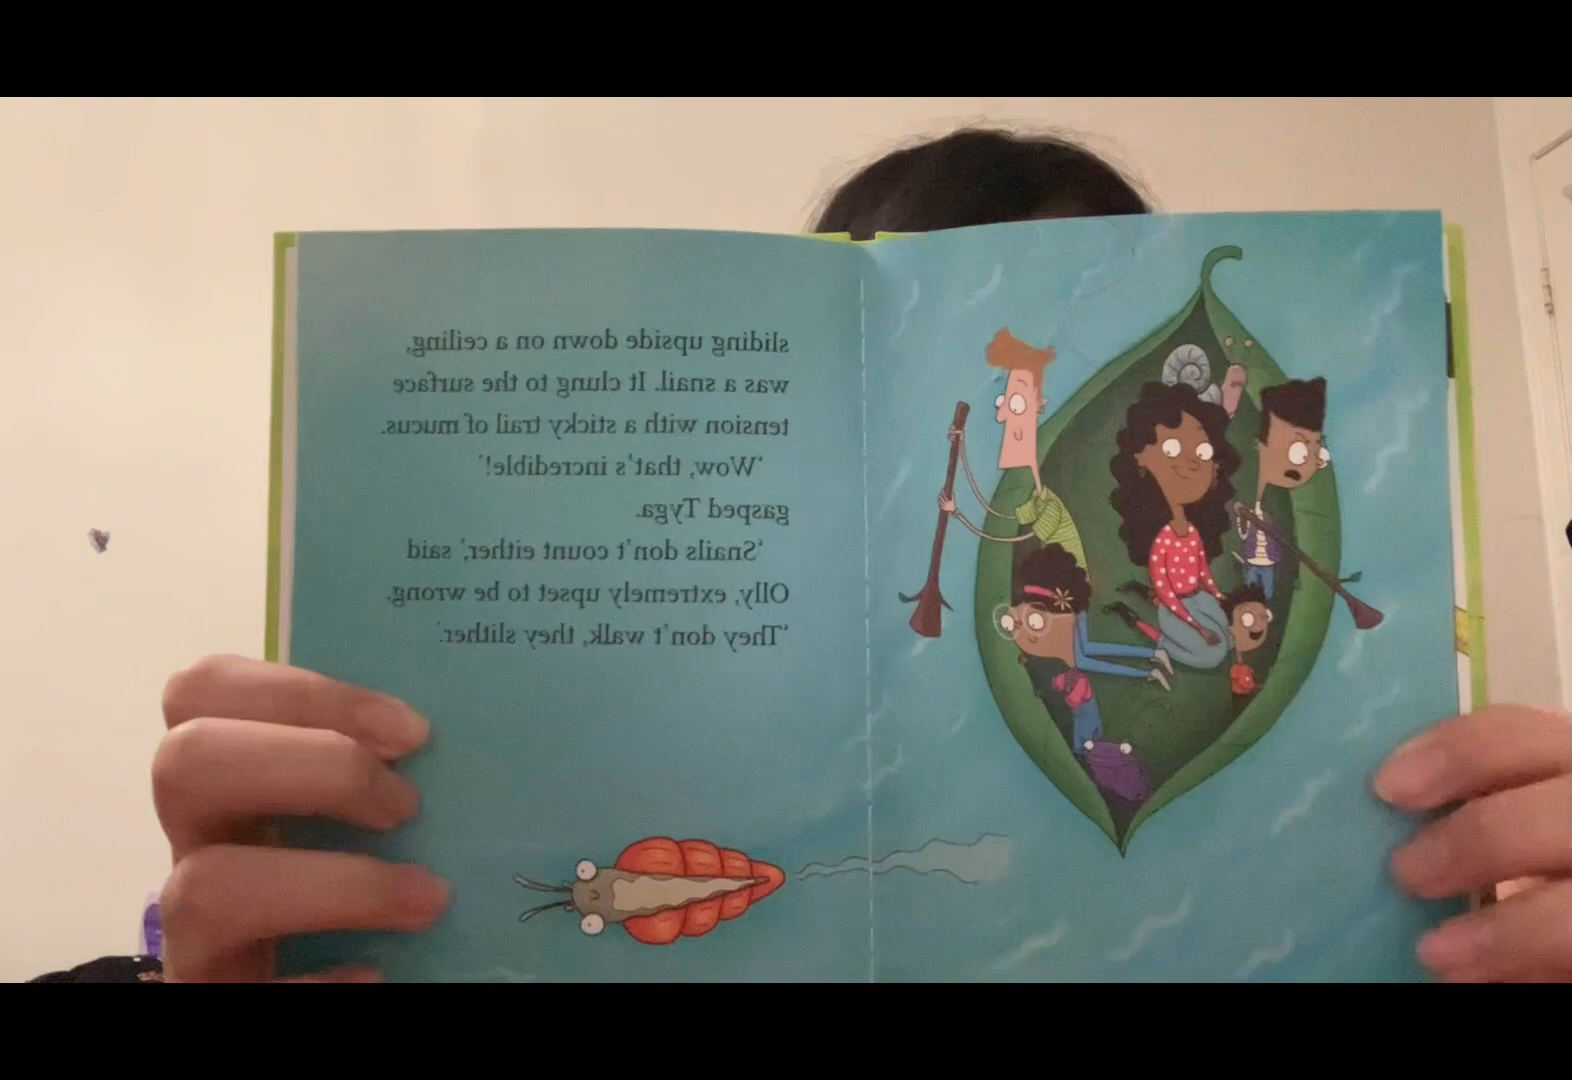 sliding upside down on a ceiling,
was a snail. It clung to the surface
tension with a sticky trail of mucus.
‘Wow, that’s incredible!’
gasped Tyga.
‘Snails don’t count either,’ said
Olly, extremely upset to be wrong.
‘They don’t walk, they slither.’